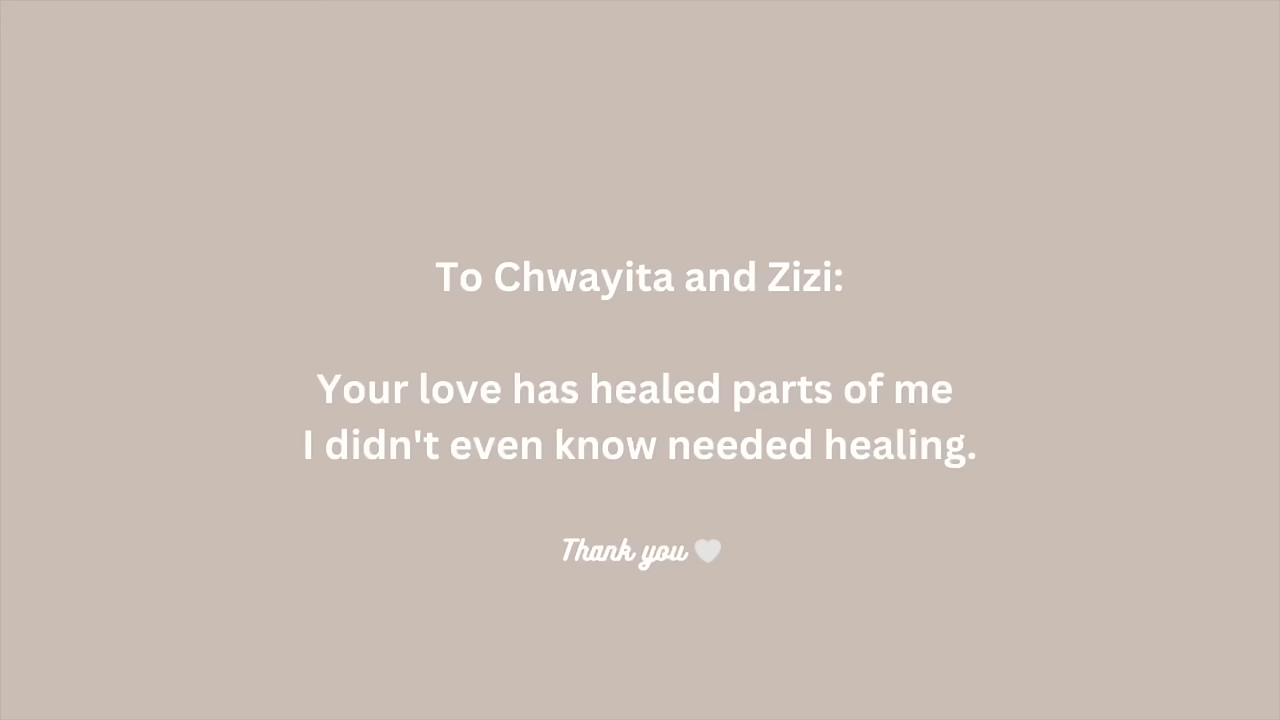 To Chwayita and Zizi:
Your love has healed parts of me
I didn't even know needed healing.
Thank you 🤍